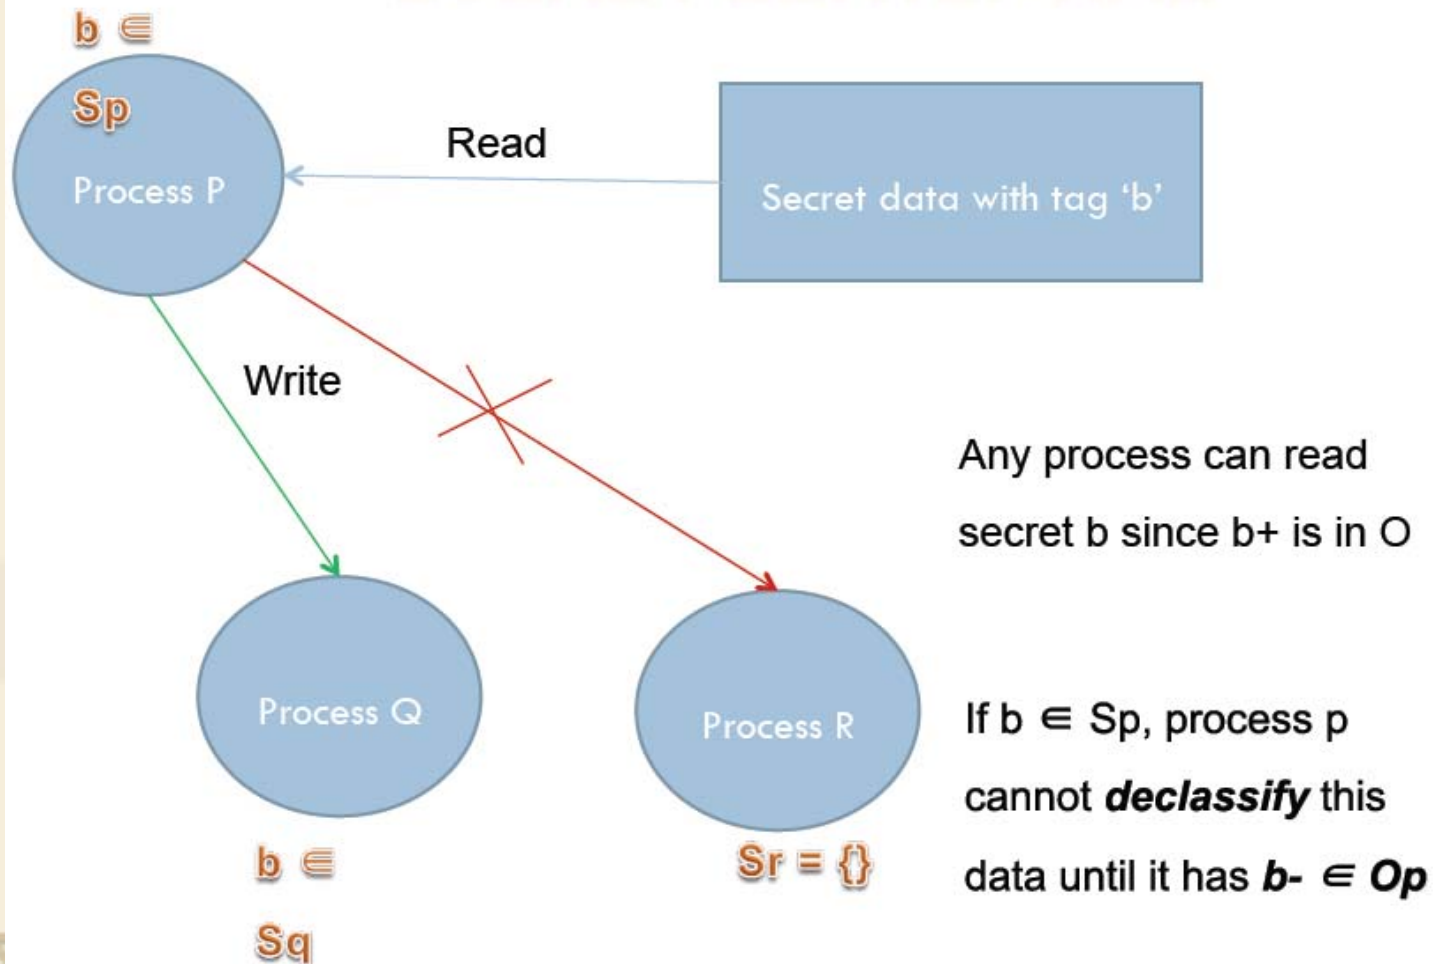 b ∈
Sp
Process P
Read
Secret data with tag ‘b’
Write
Any process can read
secret b since b+ is in O
Process Q
Process R
If b ∈ Sp, process p
cannot declassify this
data until it has b- ∈ Op
b ∈
Sq
Sr = {}